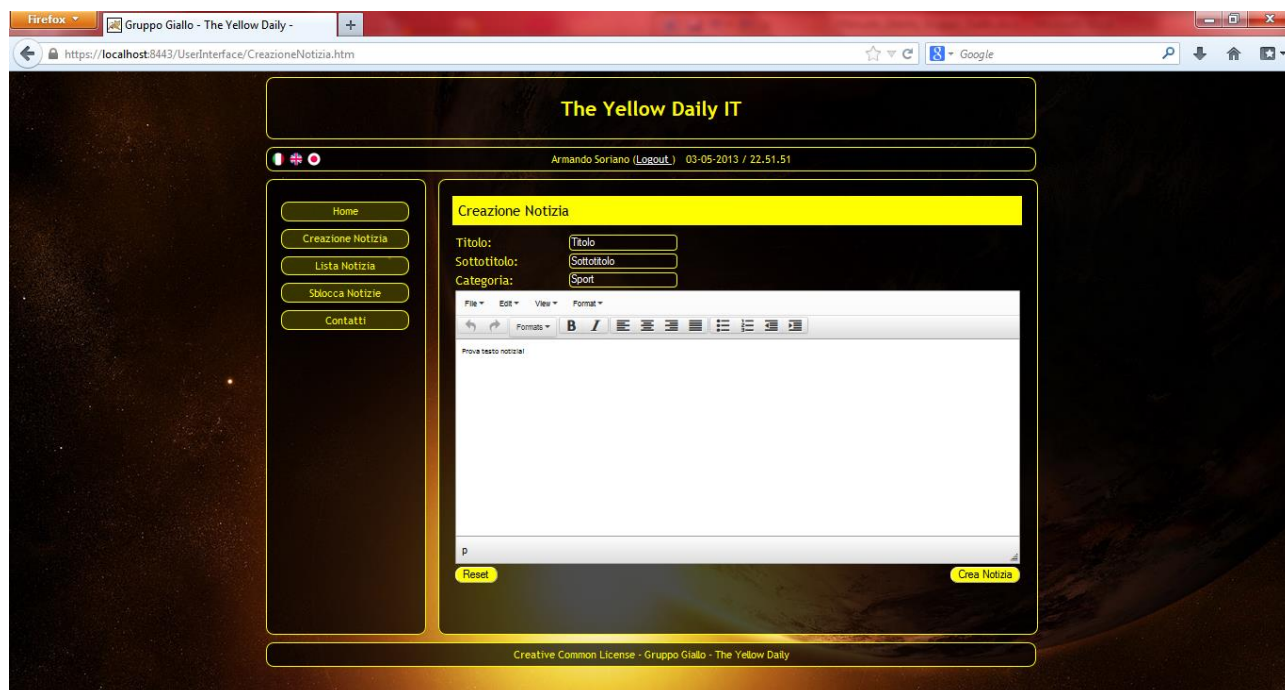 Firefox
Gruppo Giallo - The Yellow Daily -
https://localhost:8443/UserInterface/CreazioneNotizia.htm
Google
The Yellow Daily IT
Armando Soriano (Logout ) 03-05-2013 / 22.51.51
Home
Creazione Notizia
Lista Notizia
Sblocca Notizie
Contatti
Creazione Notizia
Titolo: Titolo
Sottotitolo: Sottotitolo
Categoria: Sport
File Edit View Format
Formats B I
Prova testo notizia!
p
Reset Crea Notizia
Creative Common License - Gruppo Giallo - The Yellow Daily